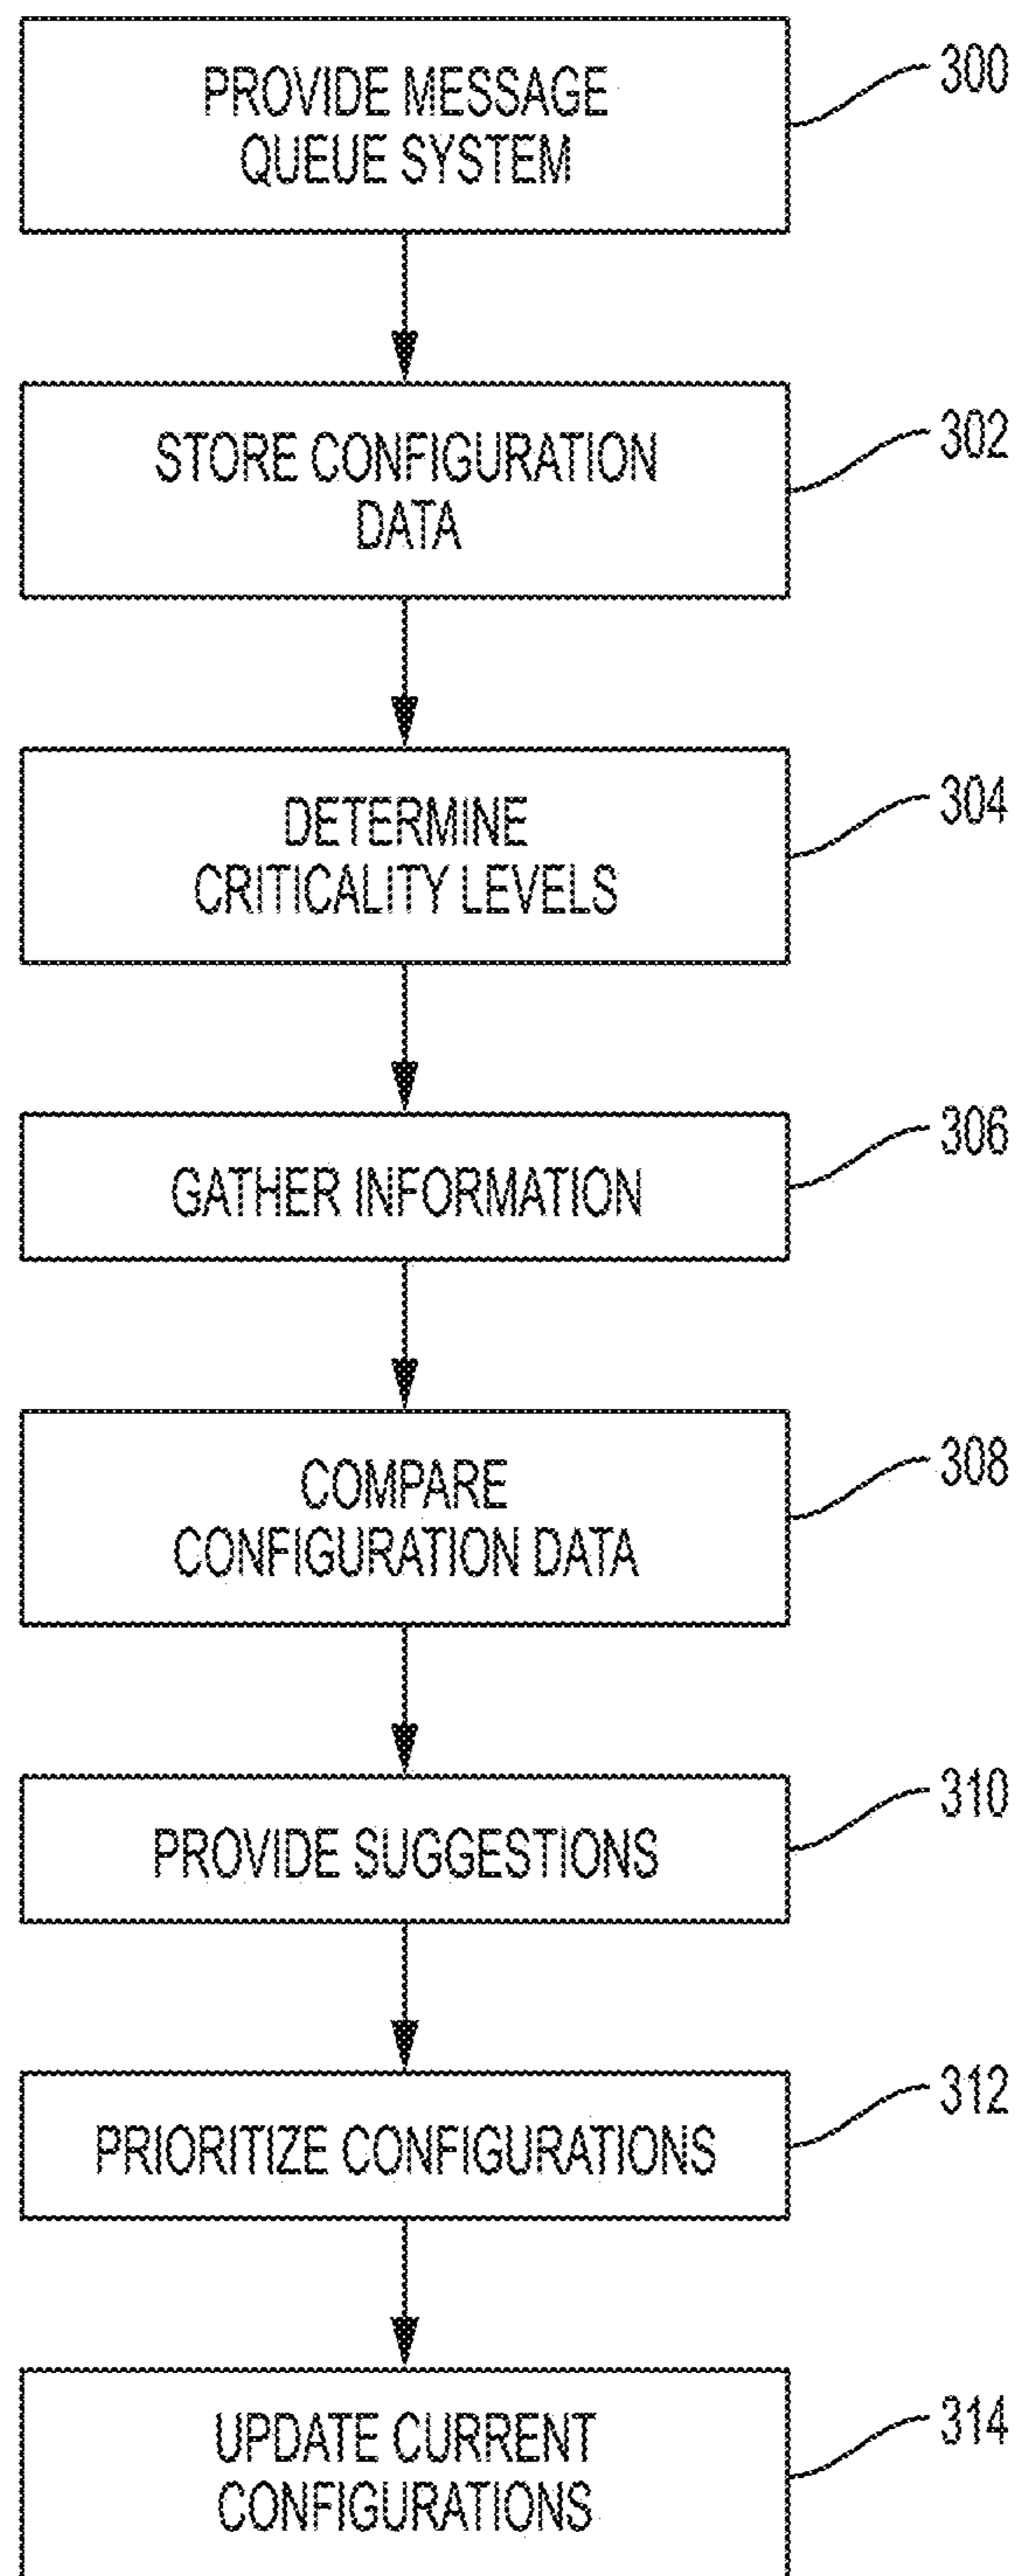 PROVIDE MESSAGE
QUEUE SYSTEM
300
STORE CONFIGURATION
DATA
302
DETERMINE
CRITICALITY LEVELS
304
GATHER INFORMATION
306
COMPARE
CONFIGURATION DATA
308
PROVIDE SUGGESTIONS
310
PRIORITIZE CONFIGURATIONS
312
UPDATE CURRENT
CONFIGURATIONS
314